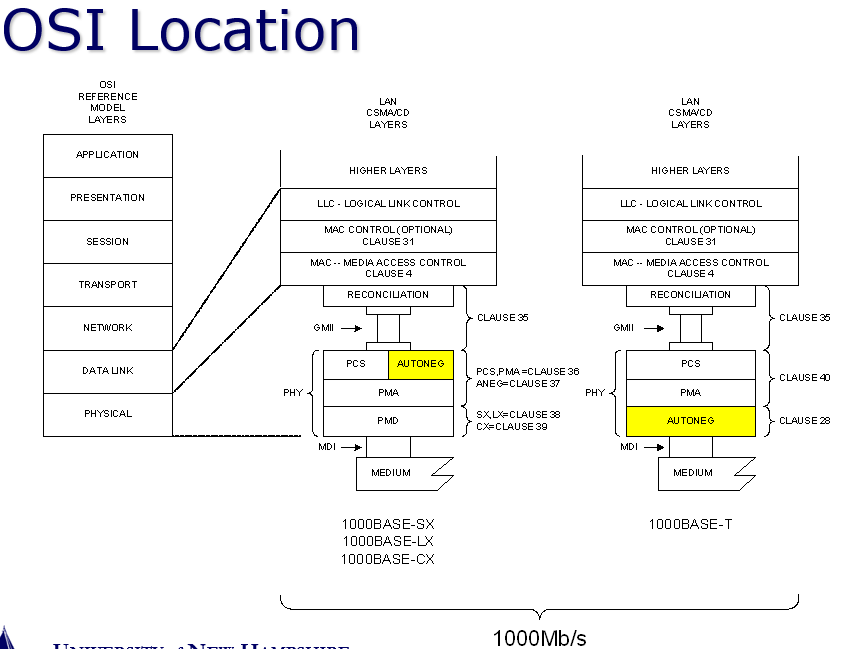 OSI Location
OSI
REFERENCE
MODEL
LAYERS
APPLICATION
PRESENTATION
SESSION
TRANSPORT
NETWORK
DATA LINK
PHYSICAL
LAN
CSMA/CD
LAYERS
HIGHER LAYERS
LLC - LOGICAL LINK CONTROL
MAC CONTROL (OPTIONAL)
CLAUSE 31
MAC -- MEDIA ACCESS CONTROL
CLAUSE 4
RECONCILIATION
CLAUSE 35
GMII
PCS
AUTONEG
PCS,PMA=CLAUSE 36
ANEG=CLAUSE 37
PHY
PMA
PMD
SX,LX=CLAUSE 38
CX=CLAUSE 39
MDI
MEDIUM
1000BASE-SX
1000BASE-LX
1000BASE-CX
LAN
CSMA/CD
LAYERS
HIGHER LAYERS
LLC - LOGICAL LINK CONTROL
MAC CONTROL (OPTIONAL)
CLAUSE 31
MAC -- MEDIA ACCESS CONTROL
CLAUSE 4
RECONCILIATION
CLAUSE 35
GMII
PCS
CLAUSE 40
PHY
PMA
AUTONEG
CLAUSE 28
MDI
MEDIUM
1000BASE-T
1000Mb/s
UNIVERSITY of NEW HAMPSHIRE